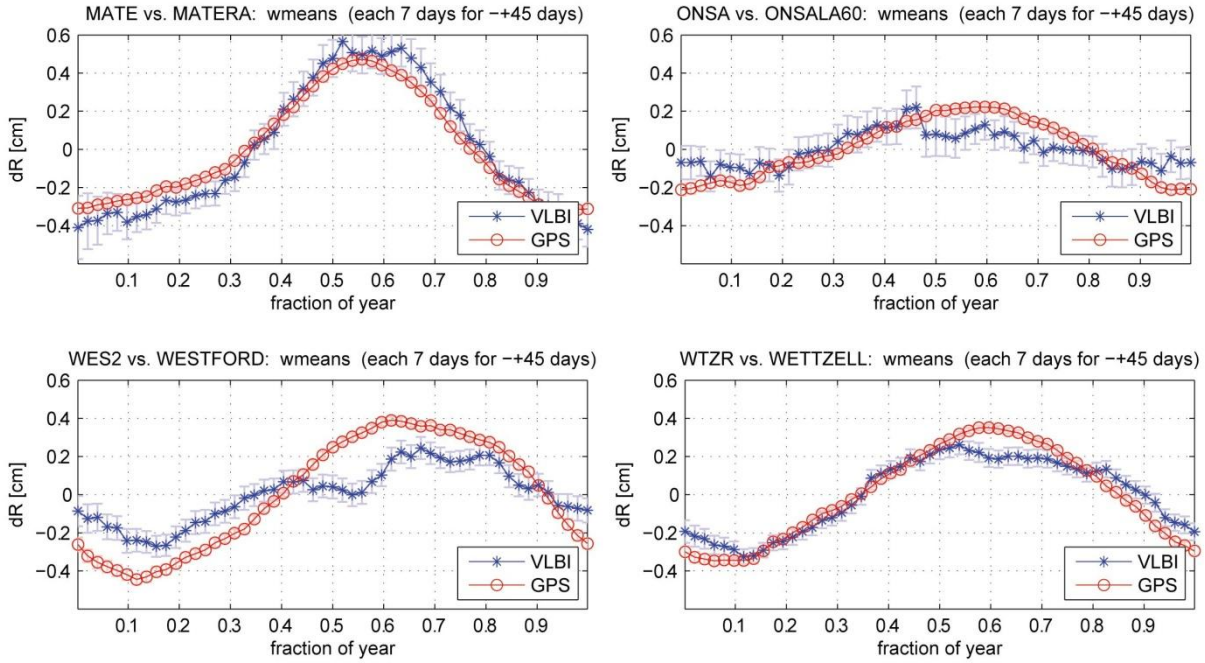 MATE vs. MATERA: wmeans (each 7 days for −+45 days)
0.6
0.4
0.2
0
−0.2
−0.4
dR [cm]
VLBI
GPS
0.1 0.2 0.3 0.4 0.5 0.6 0.7 0.8 0.9
fraction of year
ONSA vs. ONSALA60: wmeans (each 7 days for −+45 days)
0.6
0.4
0.2
0
−0.2
−0.4
dR [cm]
VLBI
GPS
0.1 0.2 0.3 0.4 0.5 0.6 0.7 0.8 0.9
fraction of year
WES2 vs. WESTFORD: wmeans (each 7 days for −+45 days)
0.6
0.4
0.2
0
−0.2
−0.4
dR [cm]
VLBI
GPS
0.1 0.2 0.3 0.4 0.5 0.6 0.7 0.8 0.9
fraction of year
WTZR vs. WETTZELL: wmeans (each 7 days for −+45 days)
0.6
0.4
0.2
0
−0.2
−0.4
dR [cm]
VLBI
GPS
0.1 0.2 0.3 0.4 0.5 0.6 0.7 0.8 0.9
fraction of year